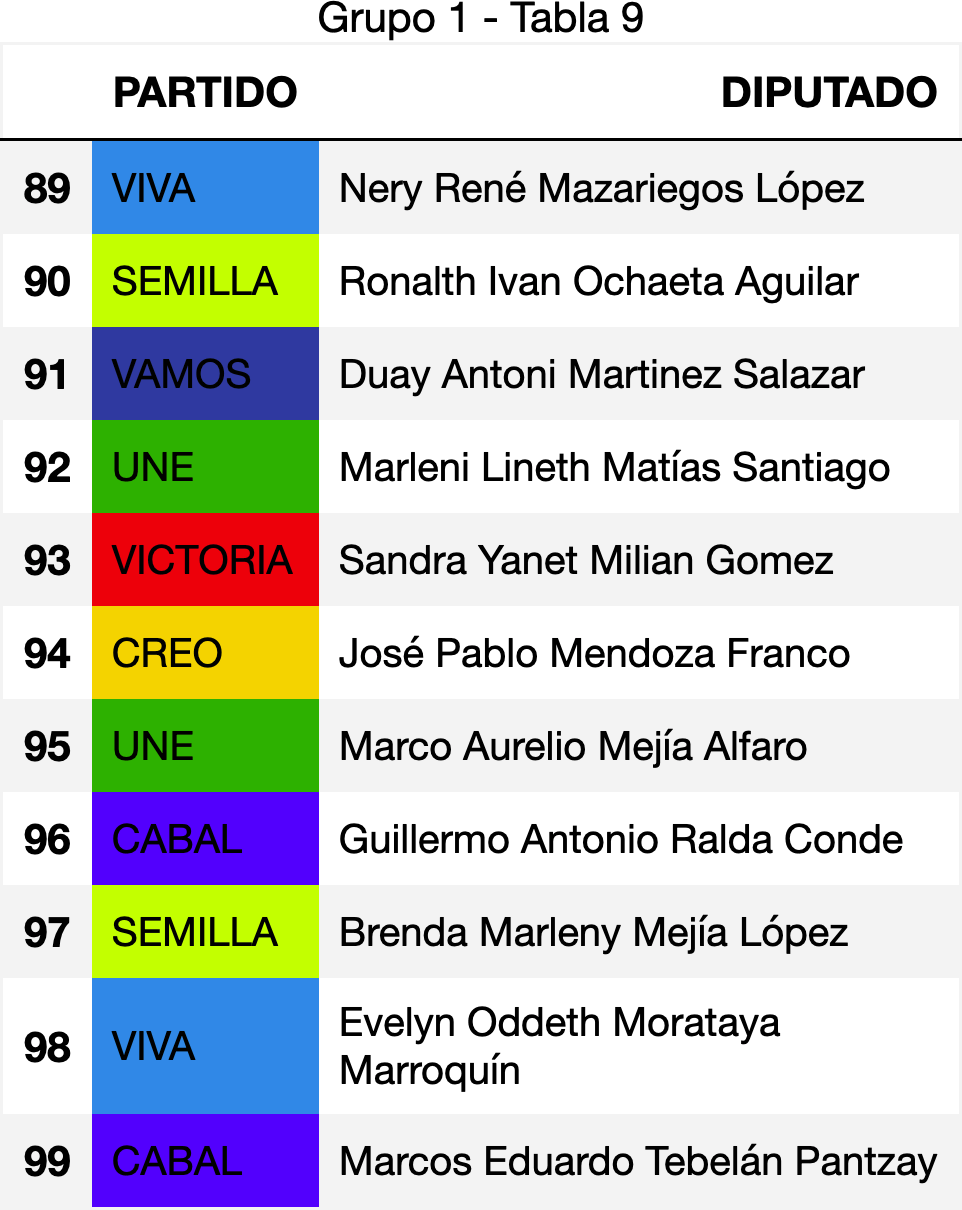 Grupo 1 - Tabla 9
PARTIDO DIPUTADO
89 VIVA Nery René Mazariegos López
90 SEMILLA Ronalth Ivan Ochaeta Aguilar
91 VAMOS Duay Antoni Martinez Salazar
92 UNE Marleni Lineth Matías Santiago
93 VICTORIA Sandra Yanet Milian Gomez
94 CREO José Pablo Mendoza Franco
95 UNE Marco Aurelio Mejía Alfaro
96 CABAL Guillermo Antonio Ralda Conde
97 SEMILLA Brenda Marleny Mejía López
98 VIVA Evelyn Oddeth Morataya
Marroquín
99 CABAL Marcos Eduardo Tebelán Pantzay